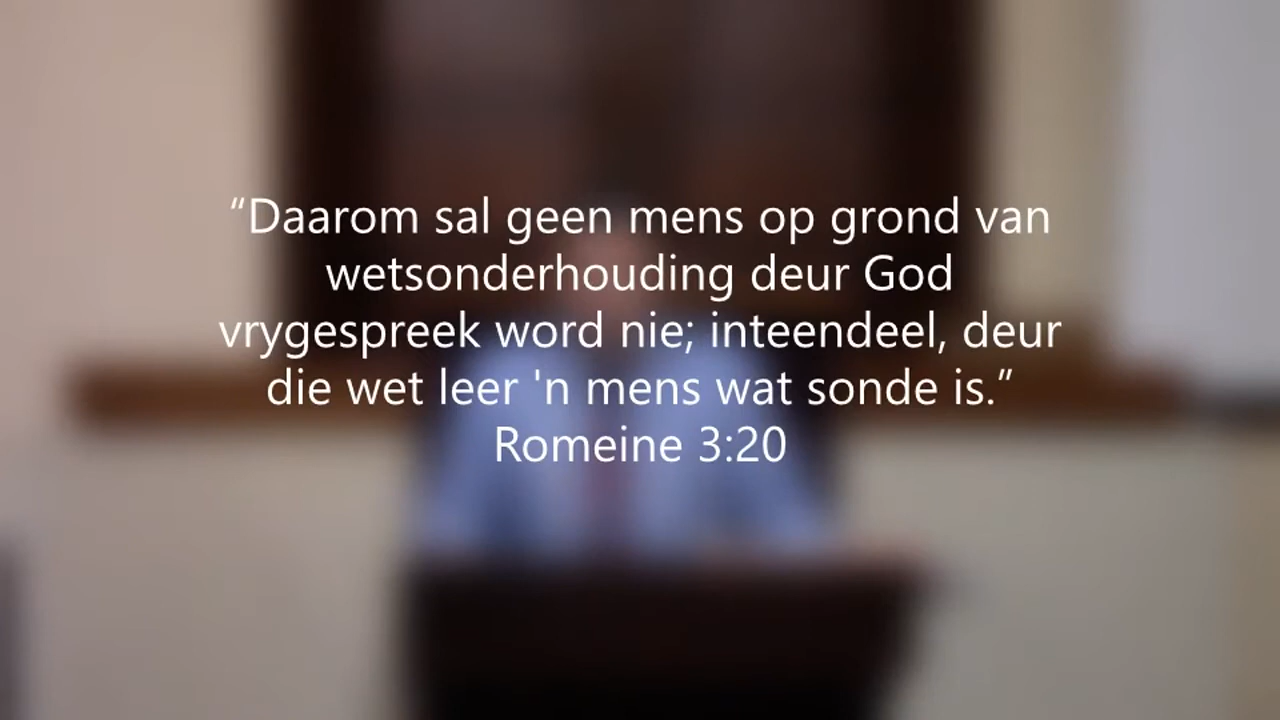 “Daarom sal geen mens op grond van
wetsonderhouding deur God
vrygespreek word nie; inteendeel, deur
die wet leer 'n mens wat sonde is.”
Romeine 3:20